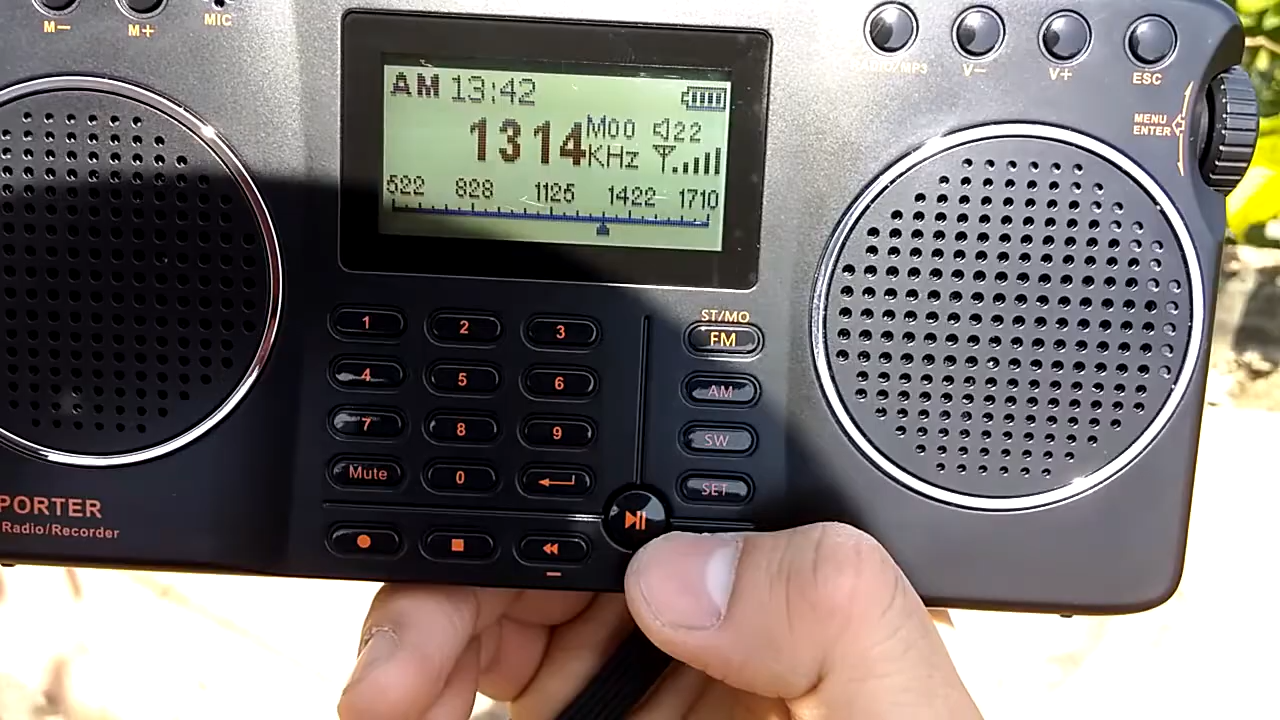 M− M+ MIC
V− V+ ESC
MENU
ENTER
AM 13:42
1314 M00 22
KHz
522 828 1125 1422 1710
1 2 3
4 5 6
7 8 9
Mute 0
ST/MO
FM
AM
SW
SET
PORTER
Radio/Recorder